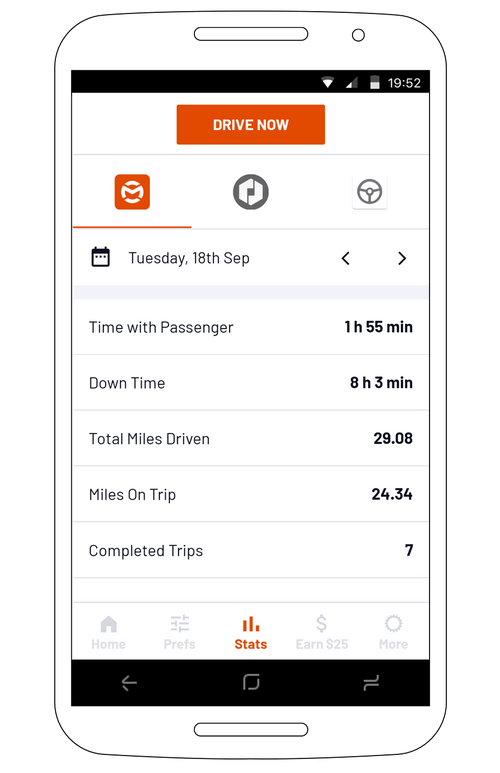 19:52
DRIVE NOW
Tuesday, 18th Sep
Time with Passenger 1 h 55 min
Down Time 8 h 3 min
Total Miles Driven 29.08
Miles On Trip 24.34
Completed Trips 7
Home Prefs Stats Earn $25 More